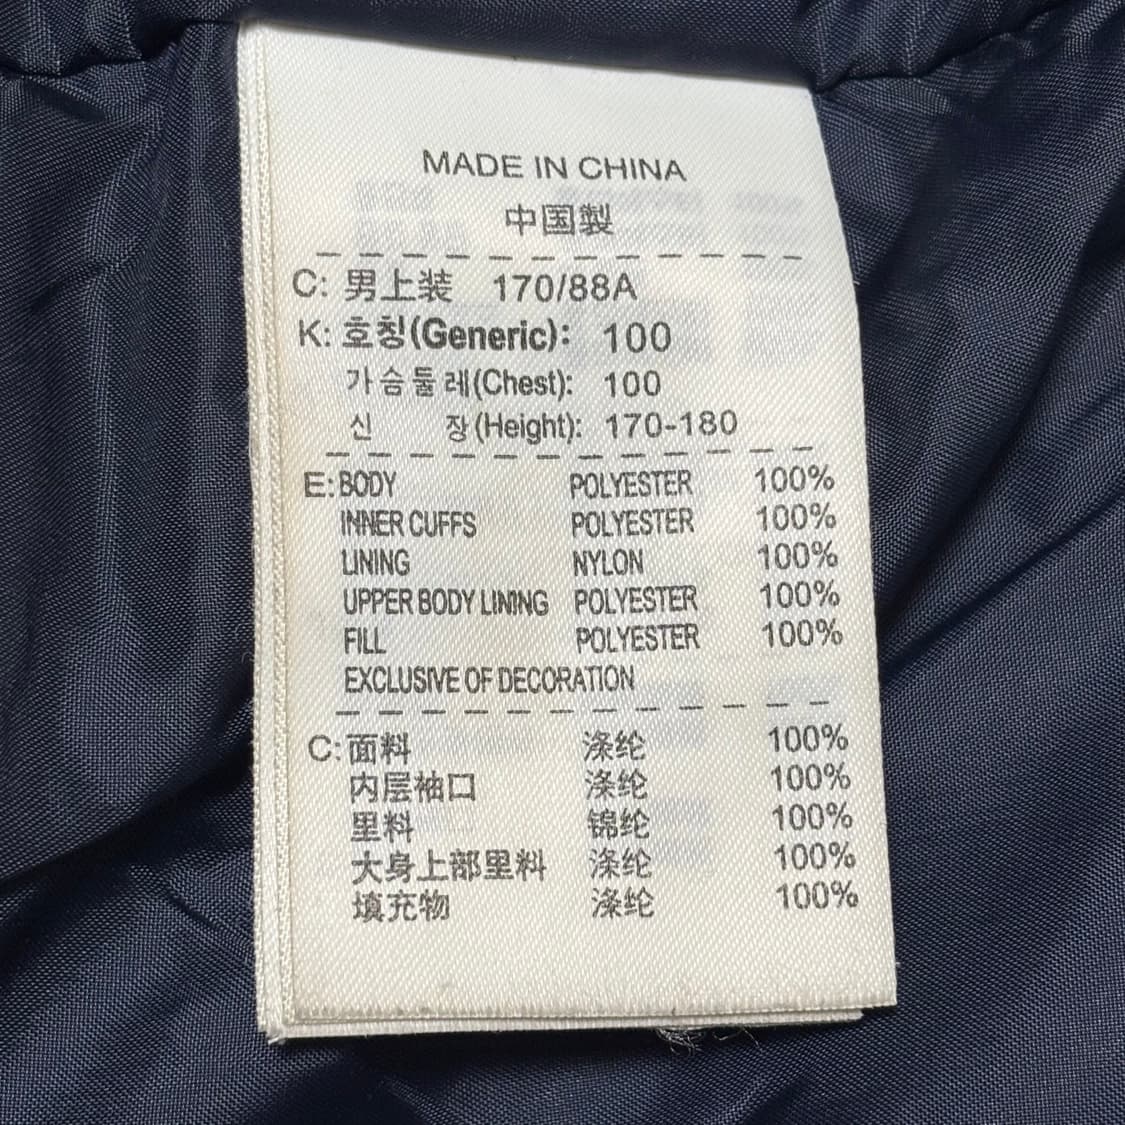 MADE IN CHINA
中国製
C: 男上装 170/88A
K: 호칭(Generic): 100
가슴둘레(Chest): 100
신 장(Height): 170-180
E: BODY POLYESTER 100%
INNER CUFFS POLYESTER 100%
LINING NYLON 100%
UPPER BODY LINING POLYESTER 100%
FILL POLYESTER 100%
EXCLUSIVE OF DECORATION
C: 面料 涤纶 100%
内层袖口 涤纶 100%
里料 锦纶 100%
大身上部里料 涤纶 100%
填充物 涤纶 100%